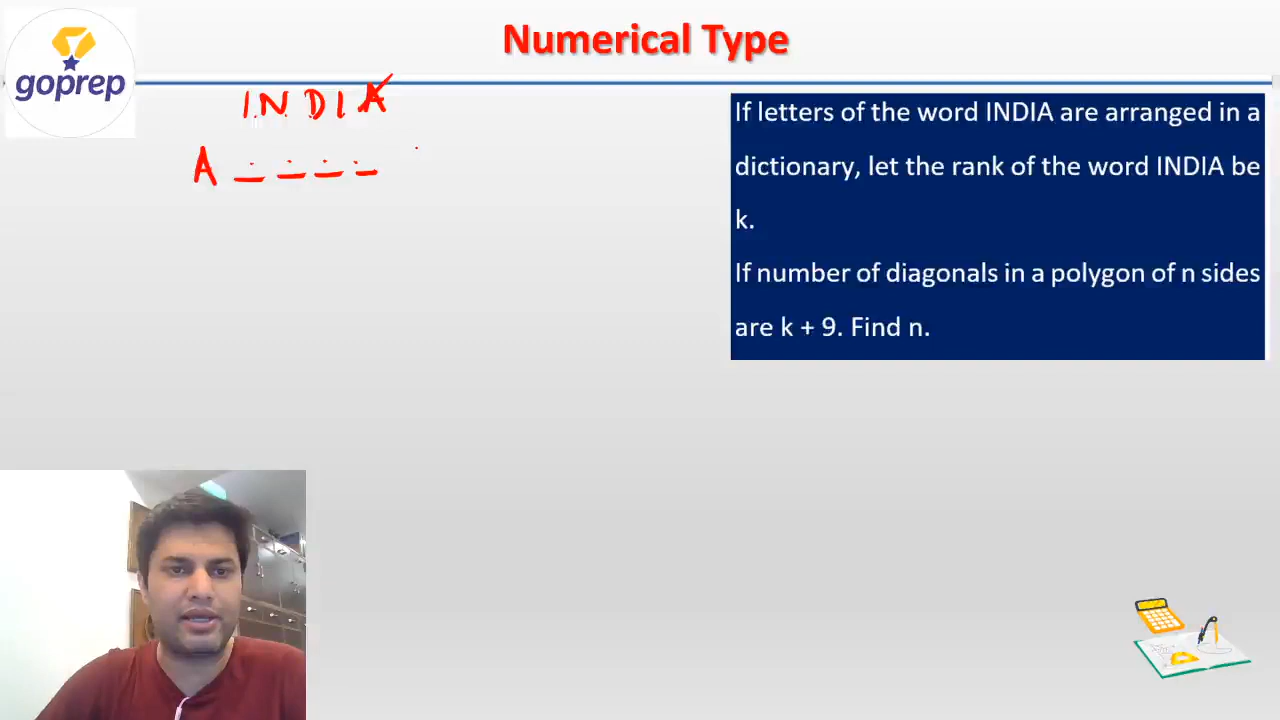 Numerical Type
goprep
INDIA
A _ _ _ _
If letters of the word INDIA are arranged in a
dictionary, let the rank of the word INDIA be
k.
If number of diagonals in a polygon of n sides
are k + 9. Find n.